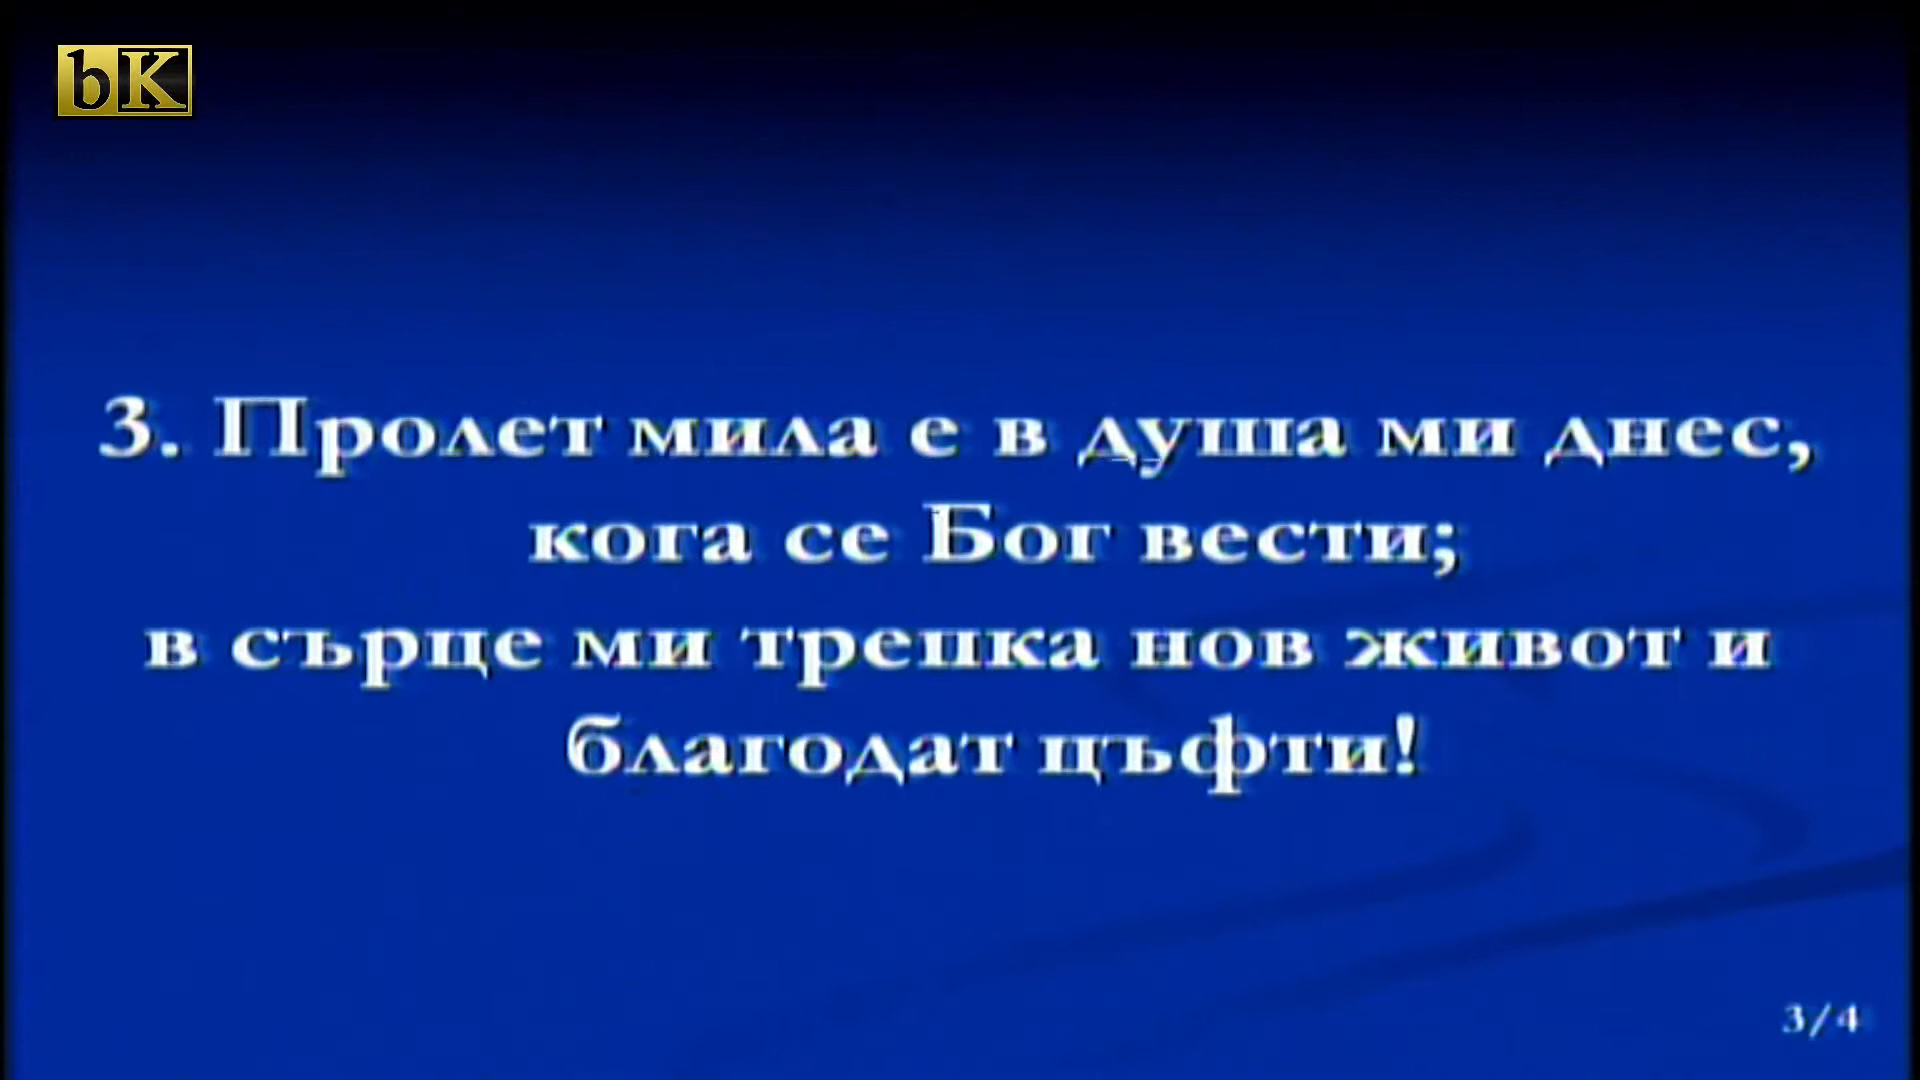 bK
3. Пролет мила е в душа ми днес,
кога се Бог вести;
в сърце ми трепка нов живот и
благодат цъфти!
3/4